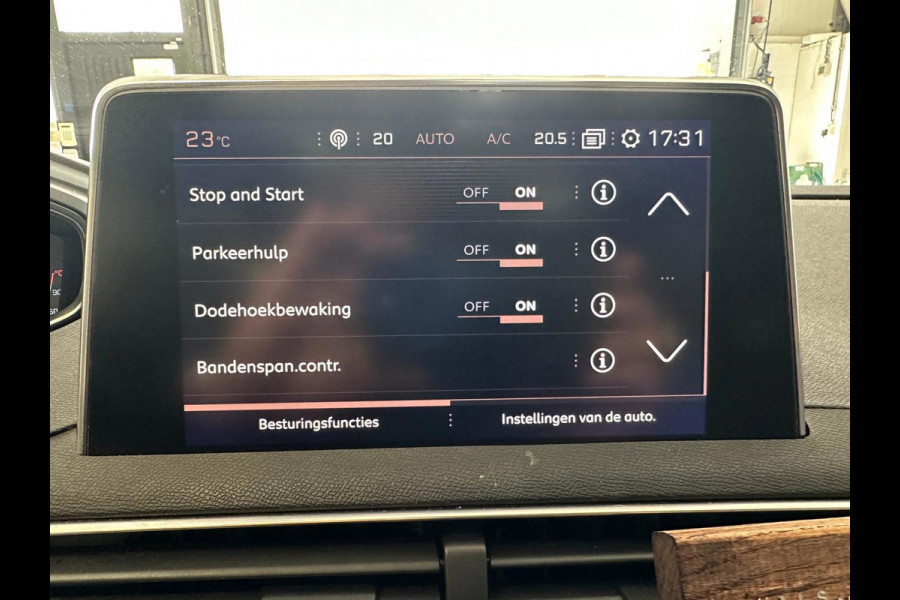 23°C 20 AUTO A/C 20.5 17:31
Stop and Start OFF ON
Parkeerhulp OFF ON
Dodehoekbewaking OFF ON
Bandenspan.contr.
Besturingsfuncties Instellingen van de auto.